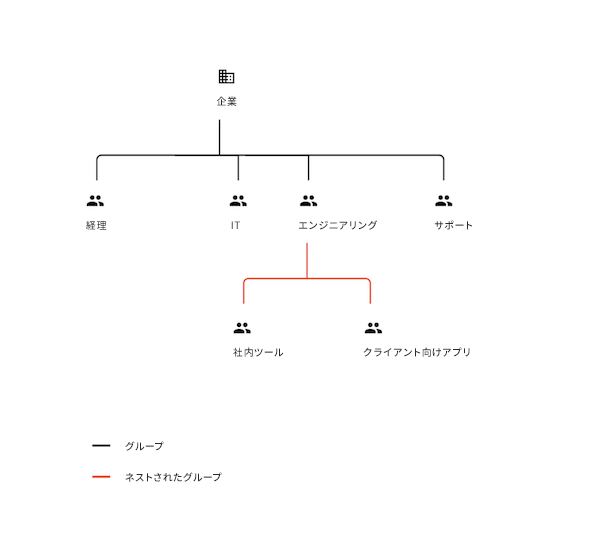 企業
経理
IT
エンジニアリング
サポート
社内ツール
クライアント向けアプリ
グループ
ネストされたグループ